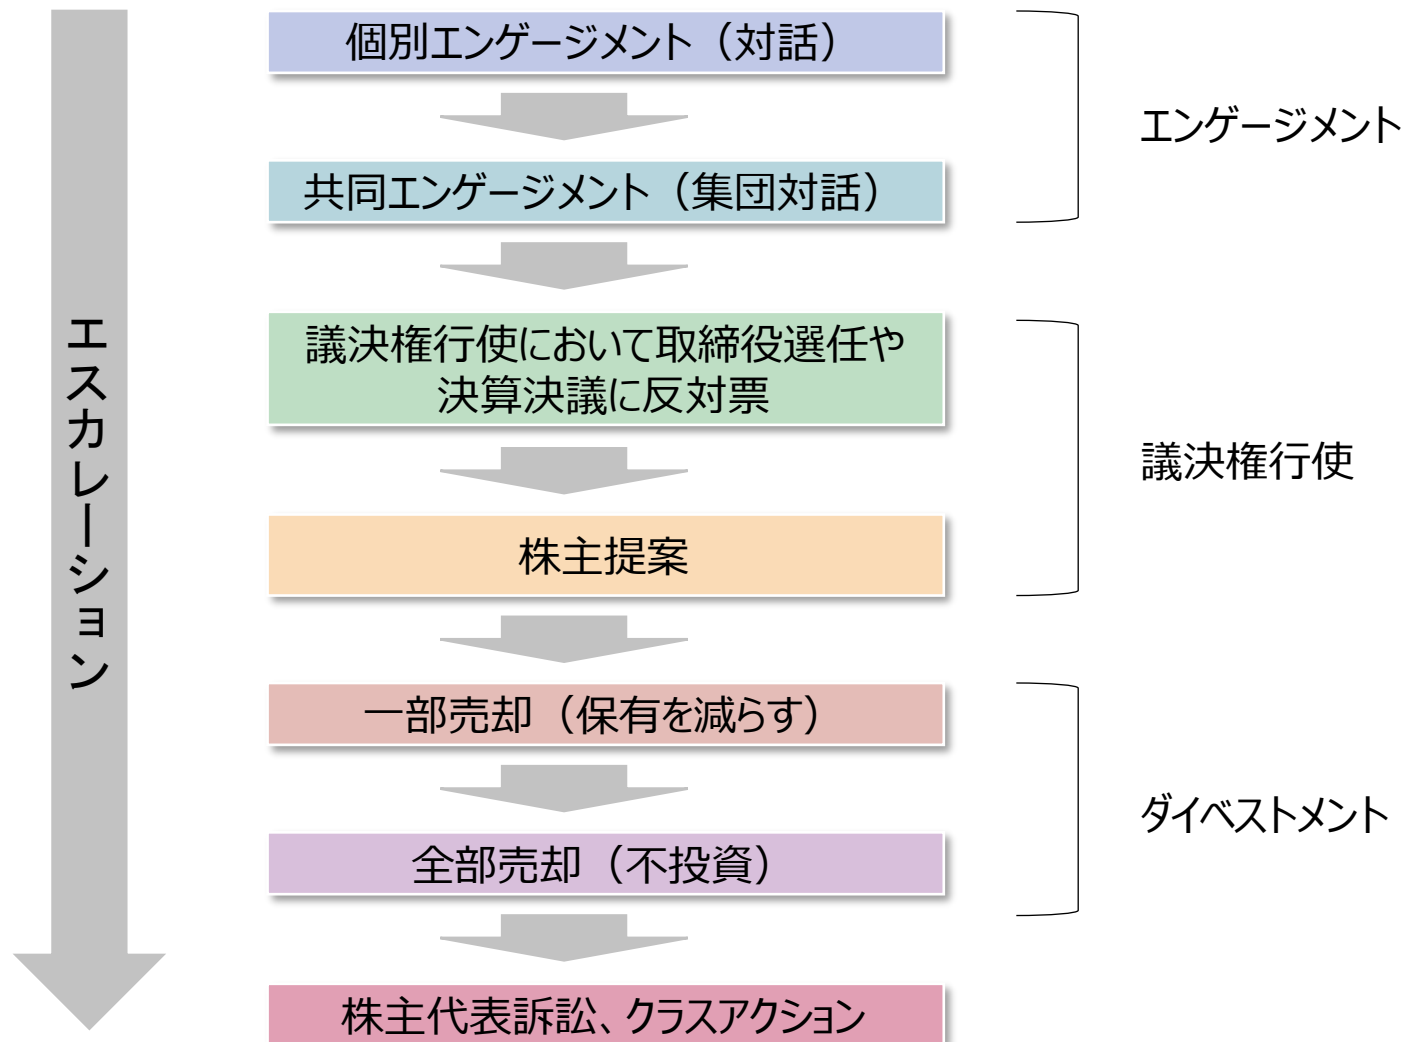 個別エンゲージメント（対話）
共同エンゲージメント（集団対話）
エンゲージメント
議決権行使において取締役選任や
決算決議に反対票
株主提案
議決権行使
一部売却（保有を減らす）
全部売却（不投資）
ダイベストメント
株主代表訴訟、クラスアクション
エスカレーション